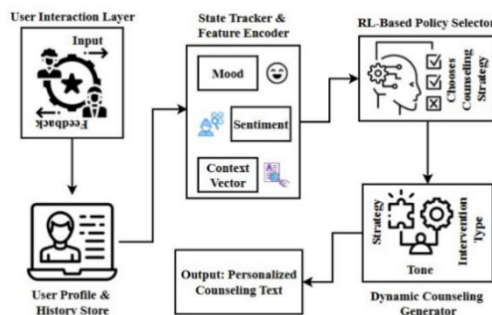 User Interaction Layer
Input
Feedback
User Profile &
History Store
State Tracker &
Feature Encoder
Mood
Sentiment
Context
Vector
RL-Based Policy Selector
Chooses
Counseling
Strategy
Strategy
Intervention
Type
Tone
Dynamic Counseling
Generator
Output: Personalized
Counseling Text